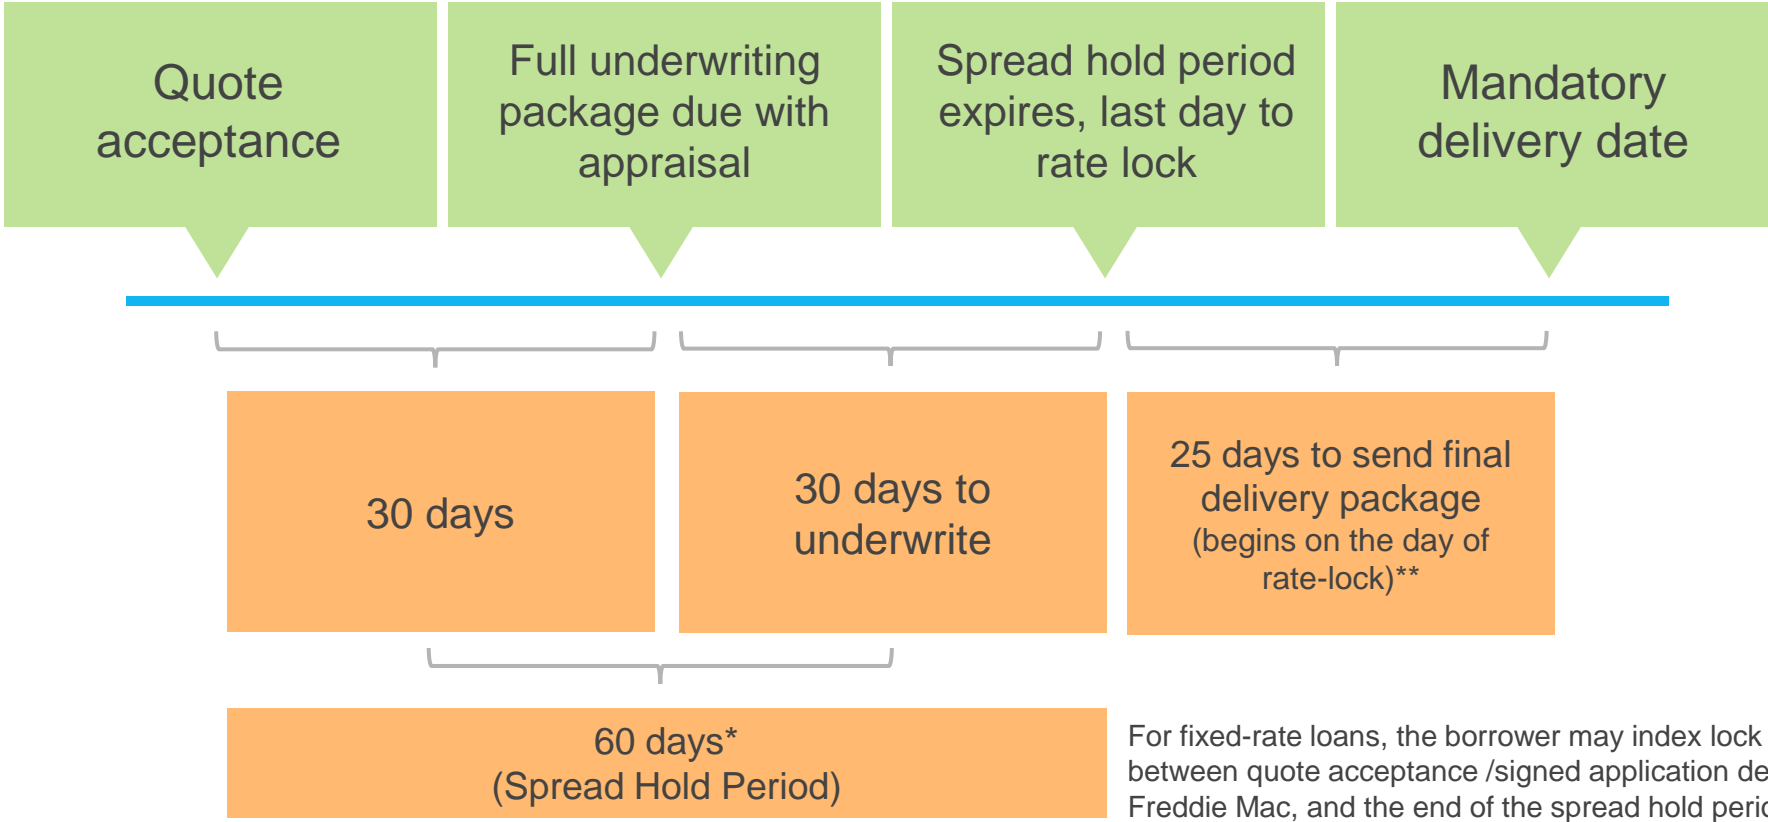 Quote
acceptance
Full underwriting
package due with
appraisal
Spread hold period
expires, last day to
rate lock
Mandatory
delivery date
30 days
30 days to
underwrite
25 days to send final
delivery package
(begins on the day of
rate-lock)**
60 days*
(Spread Hold Period)
For fixed-rate loans, the borrower may index lock
between quote acceptance /signed application
Freddie Mac, and the end of the spread hold